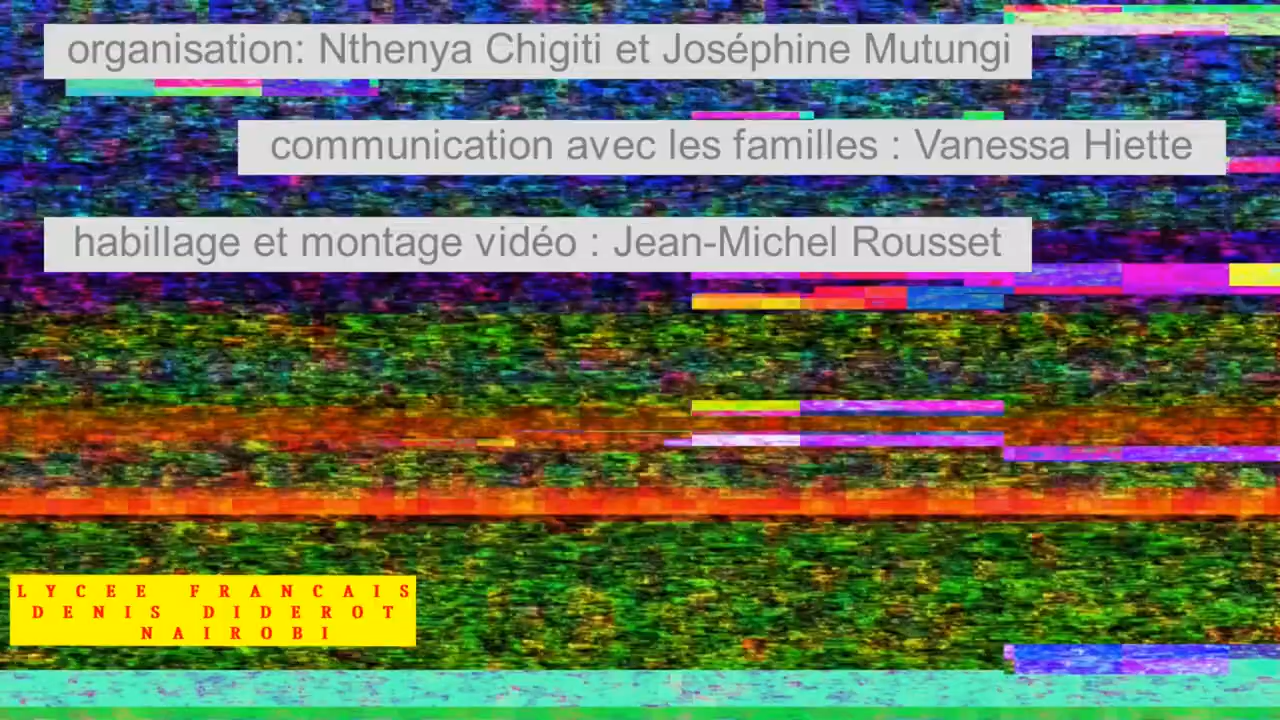 organisation: Nthenya Chigiti et Joséphine Mutungi
communication avec les familles : Vanessa Hiette
habillage et montage vidéo : Jean-Michel Rousset
LYCEE FRANCAIS
DENIS DIDEROT
NAIROBI